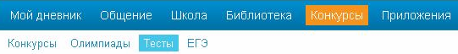 Мой дневник Общение Школа Библиотека Конкурсы Приложения
Конкурсы Олимпиады Тесты ЕГЭ